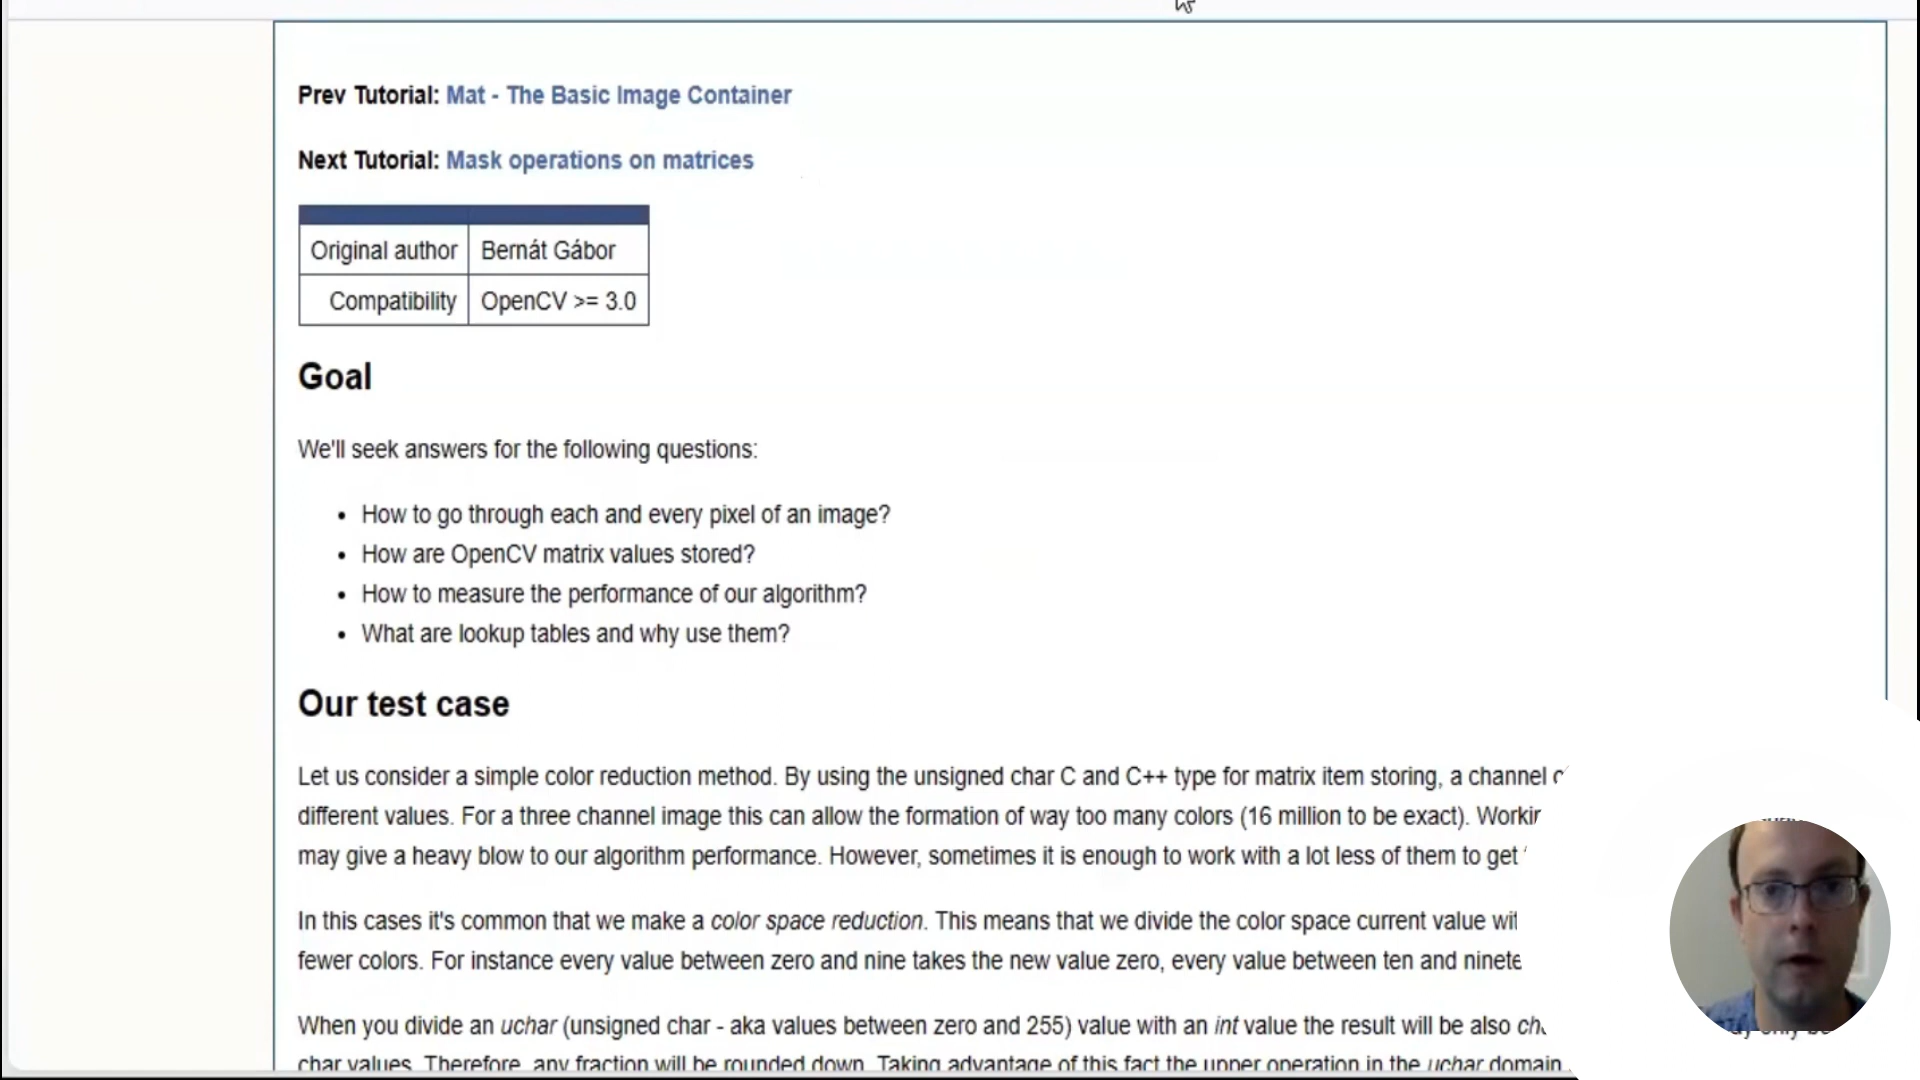 Prev Tutorial: Mat - The Basic Image Container
Next Tutorial: Mask operations on matrices
Original author Bernát Gábor
Compatibility OpenCV >= 3.0
Goal
We'll seek answers for the following questions:
• How to go through each and every pixel of an image?
• How are OpenCV matrix values stored?
• How to measure the performance of our algorithm?
• What are lookup tables and why use them?
Our test case
Let us consider a simple color reduction method. By using the unsigned char C and C++ type for matrix item storing, a channel
different values. For a three channel image this can allow the formation of way too many colors (16 million to be exact).
may give a heavy blow to our algorithm performance. However, sometimes it is enough to work with a lot less of them to get
In this cases it's common that we make a color space reduction. This means that we divide the color space current value
fewer colors. For instance every value between zero and nine takes the new value zero, every value between ten and
When you divide an uchar (unsigned char - aka values between zero and 255) value with an int value the result will be also
char values. Therefore, any fraction will be rounded down. Taking advantage of this fact the upper operation in the uchar domain